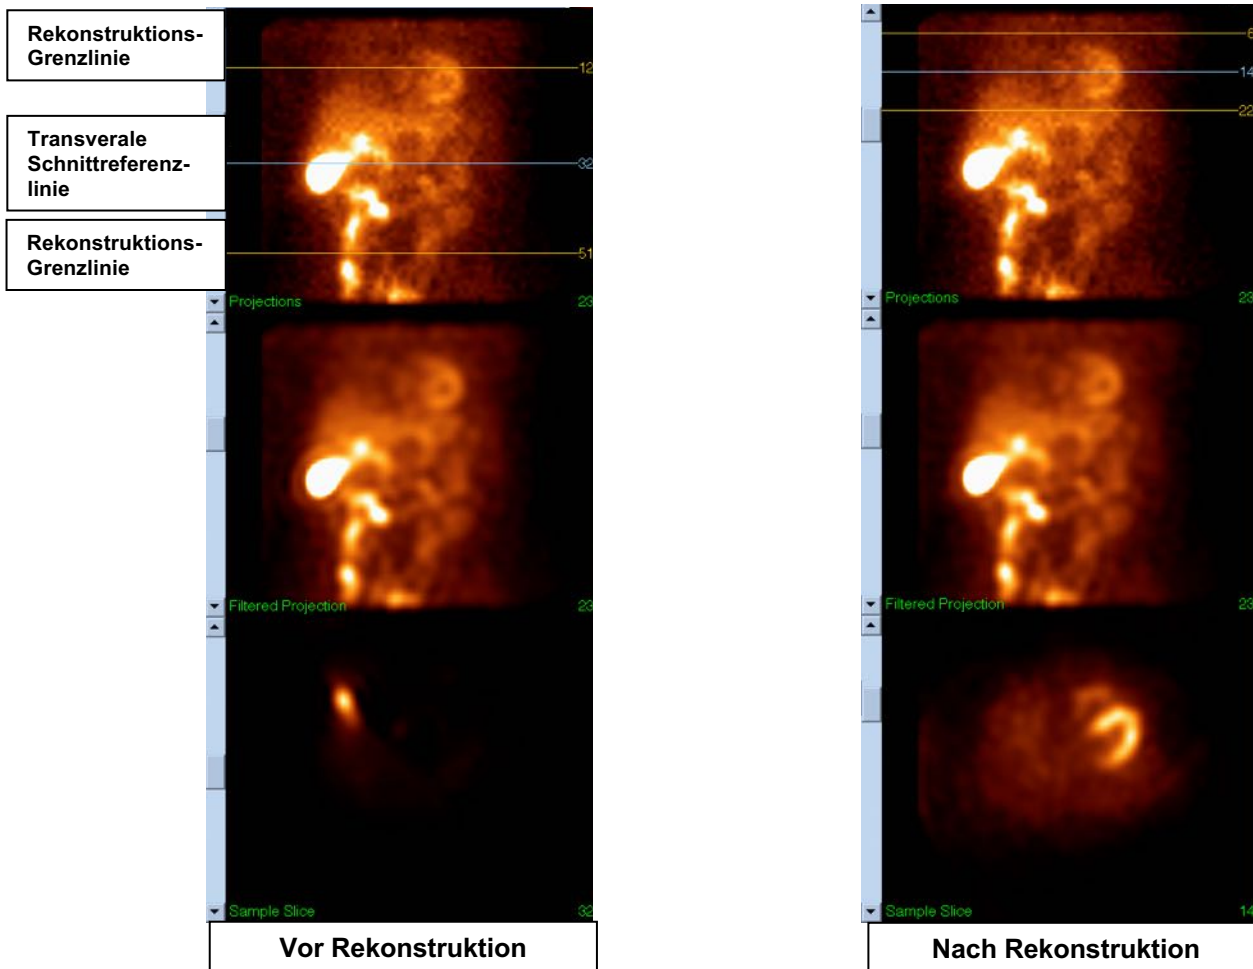 Rekonstruktions-
Grenzlinie
Transverale
Schnittreferenz-
linie
Rekonstruktions-
Grenzlinie
12
32
51
Projections 23
Filtered Projection 23
Sample Slice 32
Vor Rekonstruktion
14
22
Projections 23
Filtered Projection 23
Sample Slice 14
Nach Rekonstruktion